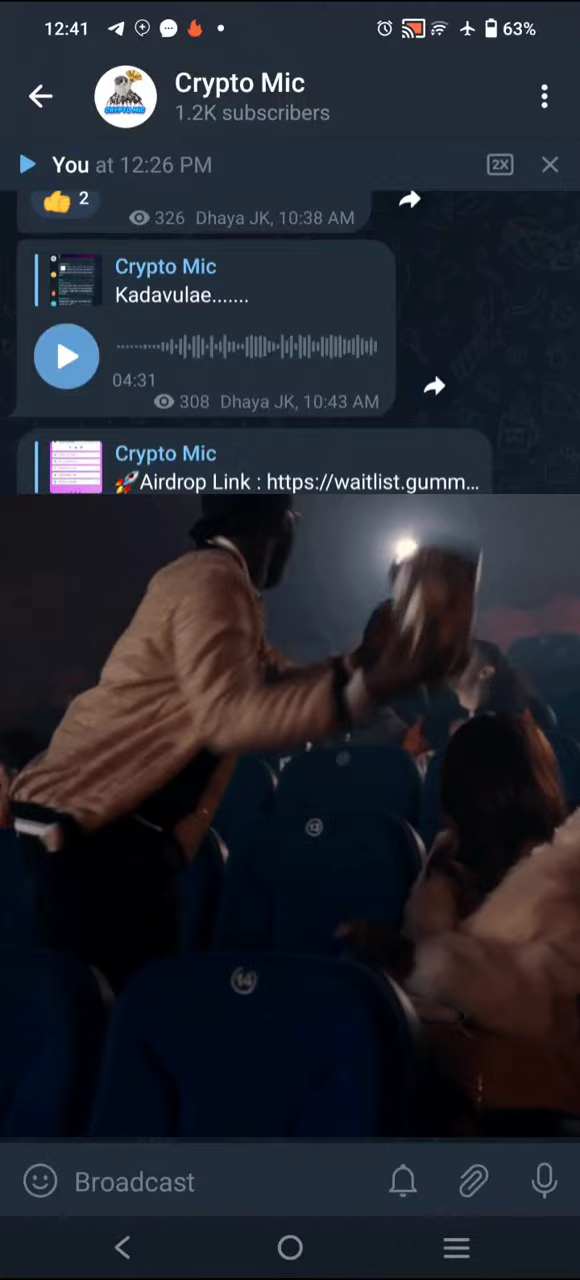 12:41
63%
Crypto Mic
1.2K subscribers
You at 12:26 PM
2X
2
326 Dhaya JK, 10:38 AM
Crypto Mic
Kadavulae.......
04:31
308 Dhaya JK, 10:43 AM
Crypto Mic
🚀Airdrop Link : https://waitlist.gumm...
13
14
Broadcast